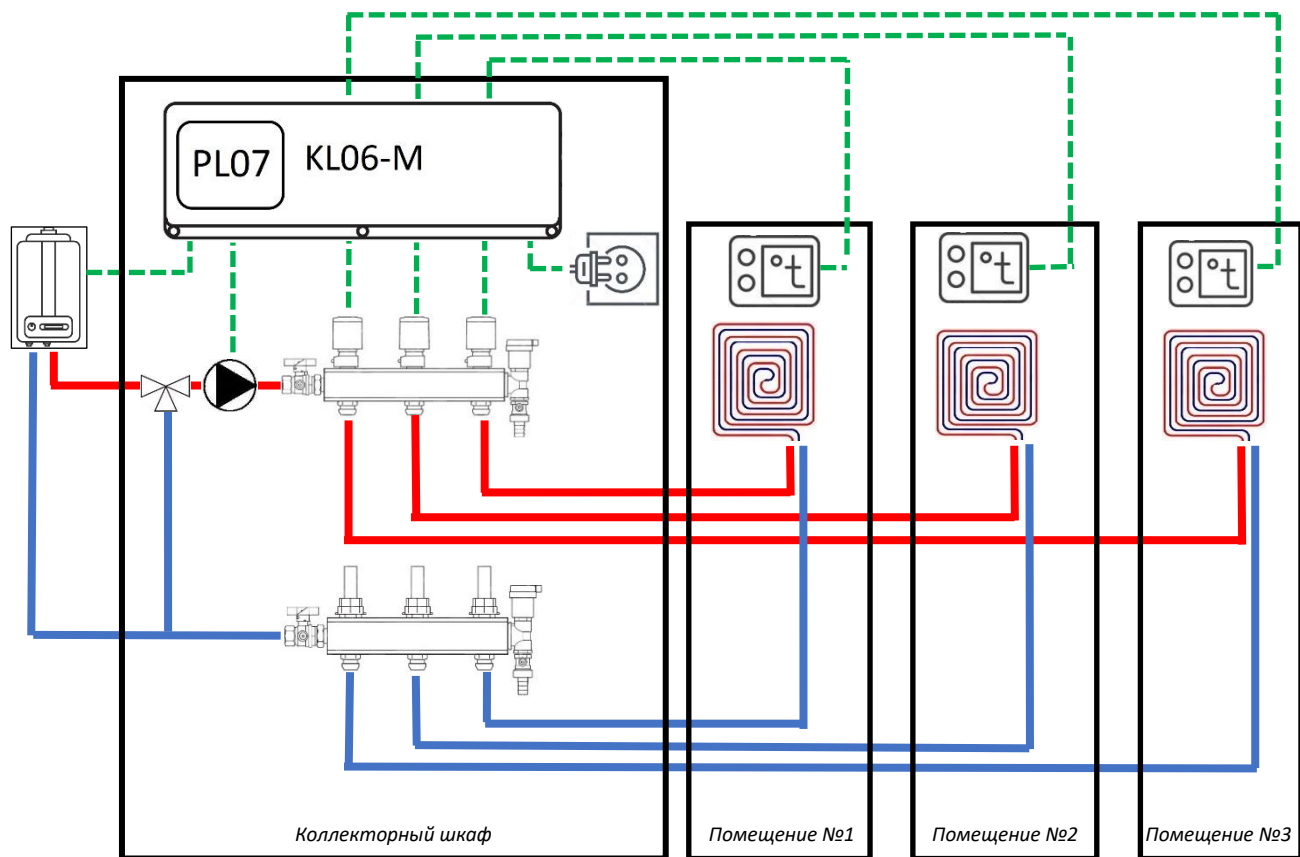 PL07 KL06-M
°t °t °t
Коллекторный шкаф
Помещение №1
Помещение №2
Помещение №3